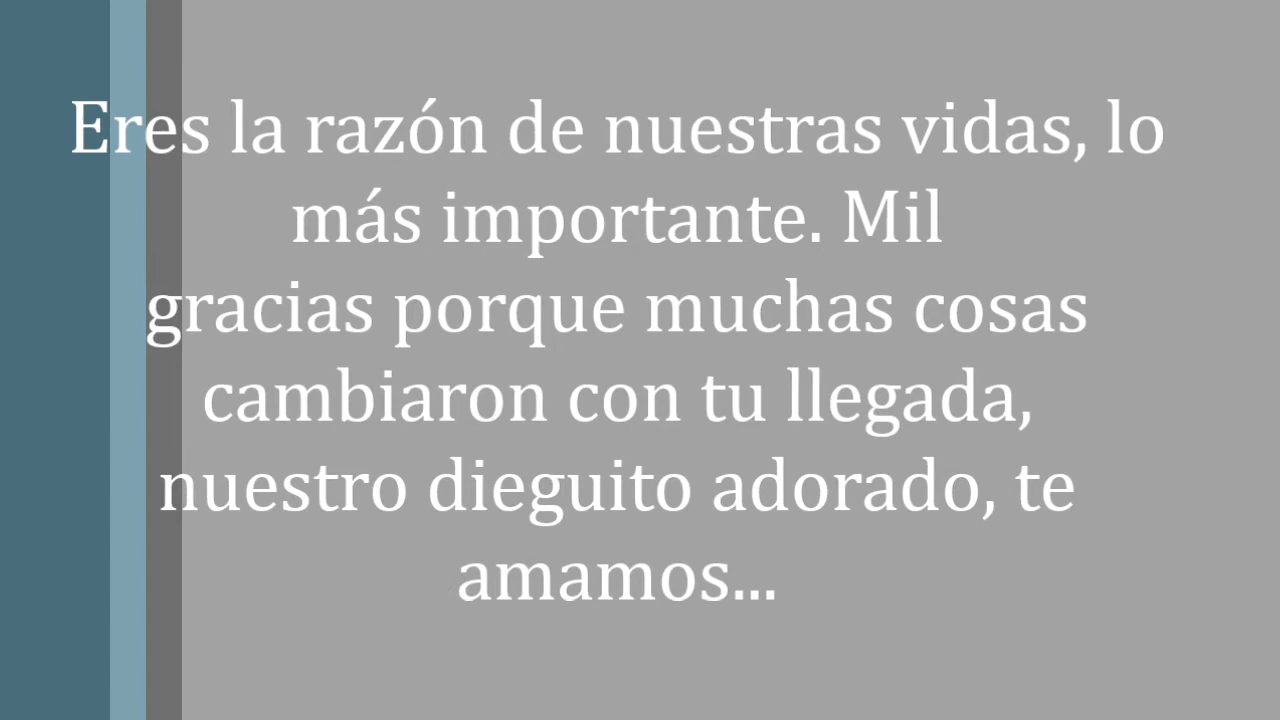 Eres la razón de nuestras vidas, lo
más importante. Mil
gracias porque muchas cosas
cambiaron con tu llegada,
nuestro dieguito adorado, te
amamos...